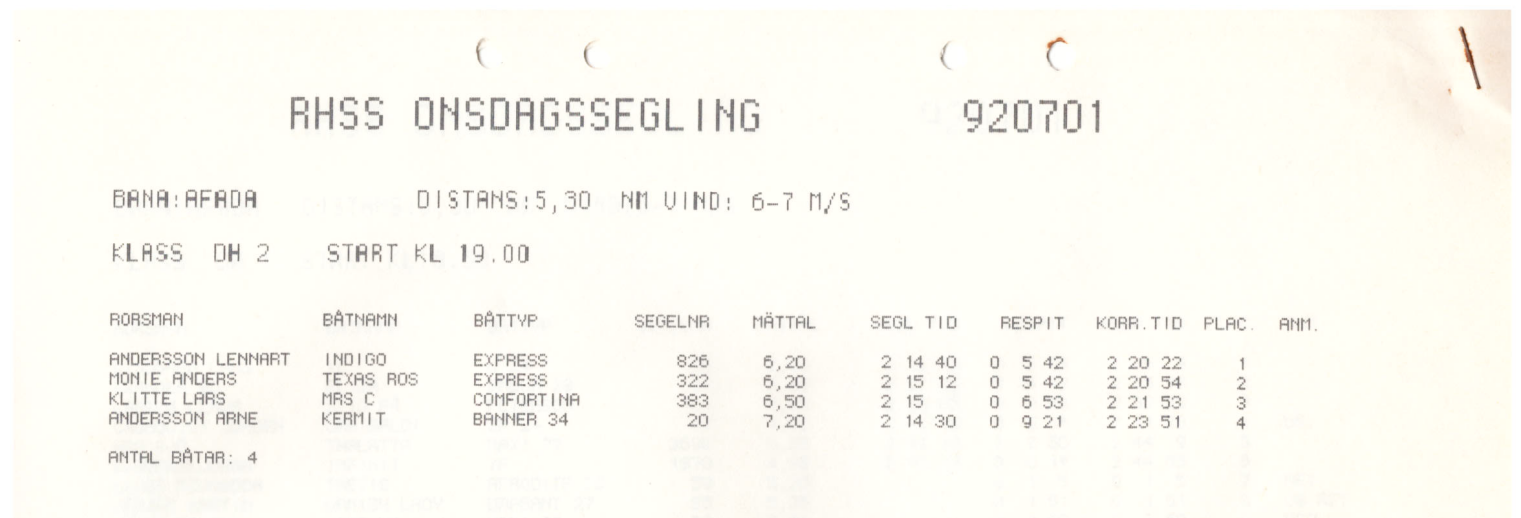 RHSS ONSDAGSSEGLING 920701
BANA:AFADA DISTANS:5,30 NM VIND: 6-7 M/S
KLASS DH 2 START KL 19.00
RORSMAN BÅTNAMN BÅTTYP SEGELNR MÄTTAL SEGL TID RESPIT KORR.TID PLAC. ANM.
ANDERSSON LENNART INDIGO EXPRESS 826 6,20 2 14 40 0 5 42 2 20 22 1
MONIE ANDERS TEXAS ROS EXPRESS 322 6,20 2 15 12 0 5 42 2 20 54 2
KLITTE LARS MRS C COMFORTINA 383 6,50 2 15 0 6 53 2 21 53 3
ANDERSSON ARNE KERMIT BANNER 34 20 7,20 2 14 30 0 9 21 2 23 51 4
ANTAL BÅTAR: 4